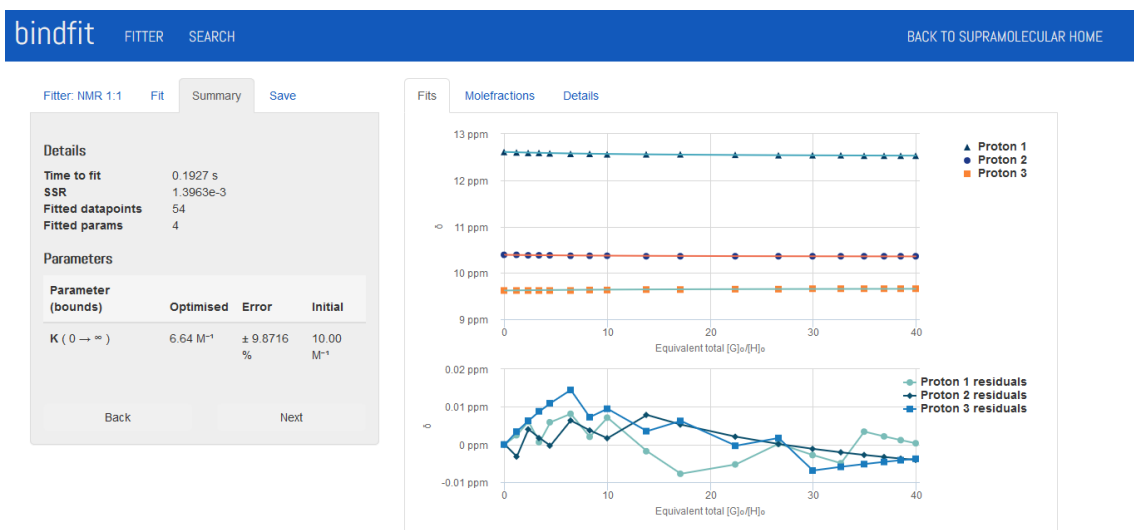 bindfit FITTER SEARCH BACK TO SUPRAMOLECULAR HOME
Fitter: NMR 1:1 Fit Summary Save
Details
Time to fit 0.1927 s
SSR 1.3963e-3
Fitted datapoints 54
Fitted params 4
Parameters
Parameter
(bounds) Optimised Error Initial
K ( 0 → ∞ ) 6.64 M⁻¹ ± 9.8716 10.00
% M⁻¹
Back Next
Fits Molefractions Details
13 ppm
12 ppm
11 ppm
10 ppm
9 ppm
δ
0 10 20 30 40
Equivalent total [G]₀/[H]₀
Proton 1
Proton 2
Proton 3
0.02 ppm
0.01 ppm
0 ppm
-0.01 ppm
δ
0 10 20 30 40
Equivalent total [G]₀/[H]₀
Proton 1 residuals
Proton 2 residuals
Proton 3 residuals